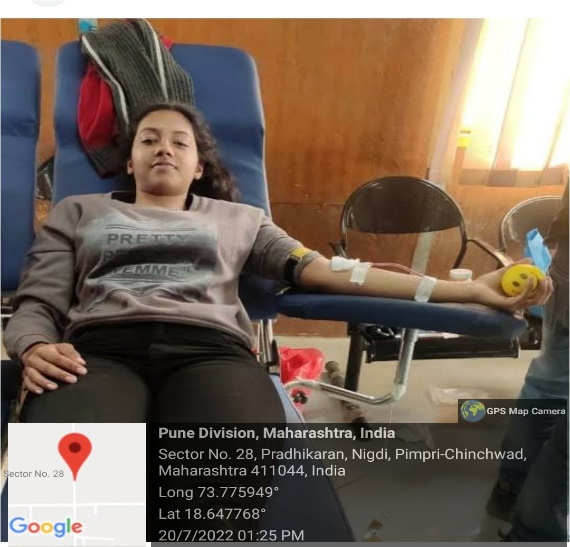 PRETTY
FEMME
GPS Map Camera
Pune Division, Maharashtra, India
Sector No. 28, Pradhikaran, Nigdi, Pimpri-Chinchwad,
Maharashtra 411044, India
Long 73.775949°
Lat 18.647768°
20/7/2022 01:25 PM
Sector No. 28
Google